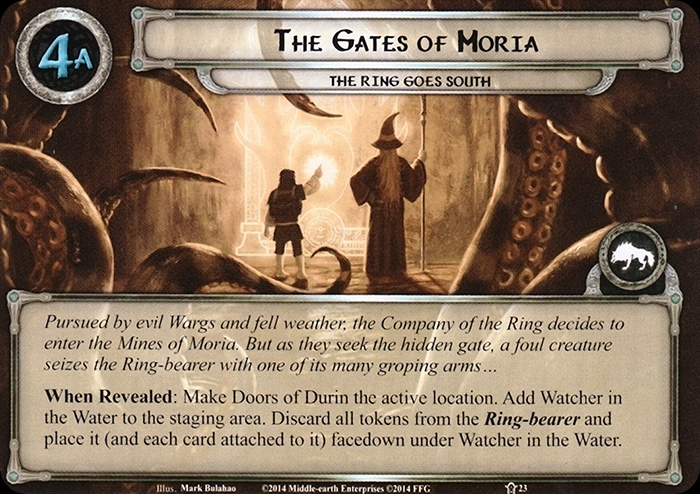 4A
THE GATES OF MORIA
THE RING GOES SOUTH
Pursued by evil Wargs and fell weather, the Company of the Ring decides to
enter the Mines of Moria. But as they seek the hidden gate, a foul creature
seizes the Ring-bearer with one of its many groping arms…
When Revealed: Make Doors of Durin the active location. Add Watcher in
the Water to the staging area. Discard all tokens from the Ring-bearer and
place it (and each card attached to it) facedown under Watcher in the Water.
Illus. Mark Bulahao ©2014 Middle-earth Enterprises ©2014 FFG 23